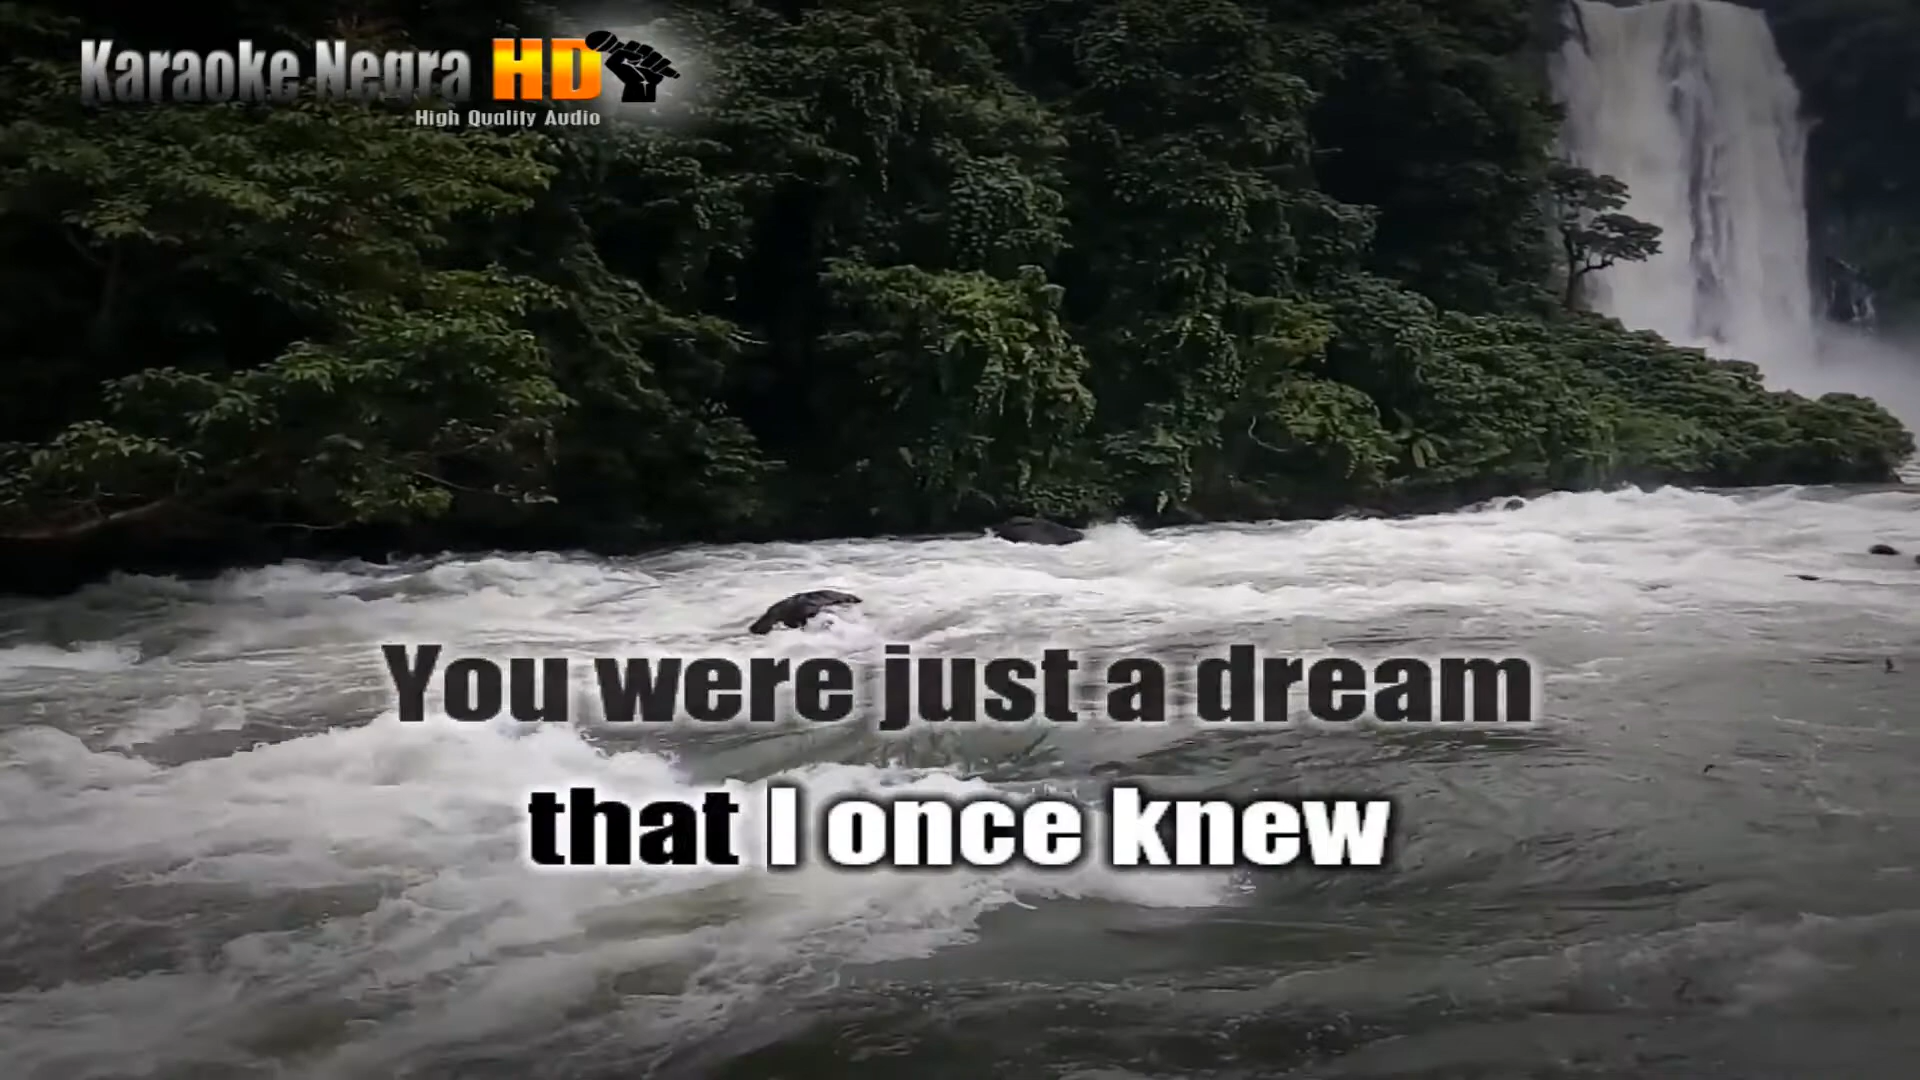 Karaoke Negra HD
High Quality Audio
You were just a dream
that I once knew